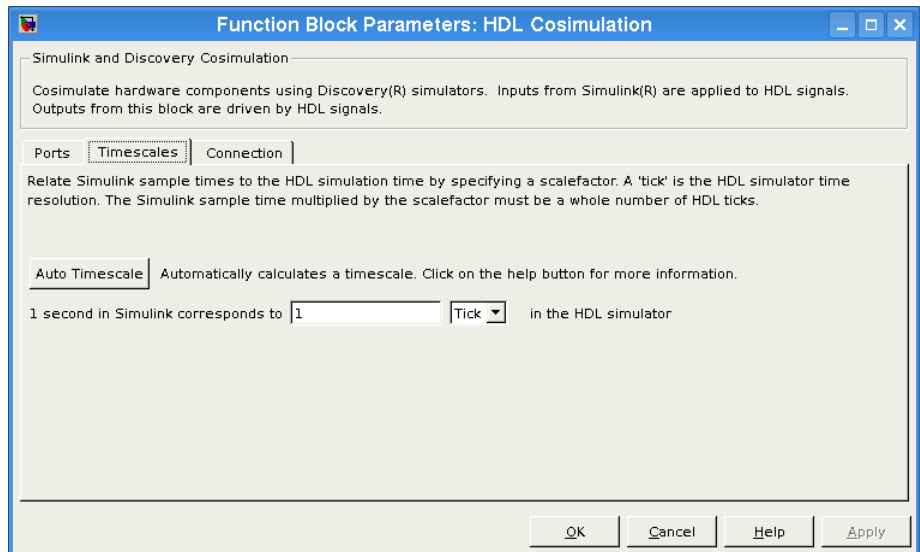 Function Block Parameters: HDL Cosimulation
Simulink and Discovery Cosimulation
Cosimulate hardware components using Discovery(R) simulators. Inputs from Simulink(R) are applied to HDL signals.
Outputs from this block are driven by HDL signals.
Ports Timescales Connection
Relate Simulink sample times to the HDL simulation time by specifying a scalefactor. A 'tick' is the HDL simulator time
resolution. The Simulink sample time multiplied by the scalefactor must be a whole number of HDL ticks.
Auto Timescale Automatically calculates a timescale. Click on the help button for more information.
1 second in Simulink corresponds to 1 Tick in the HDL simulator
OK Cancel Help Apply